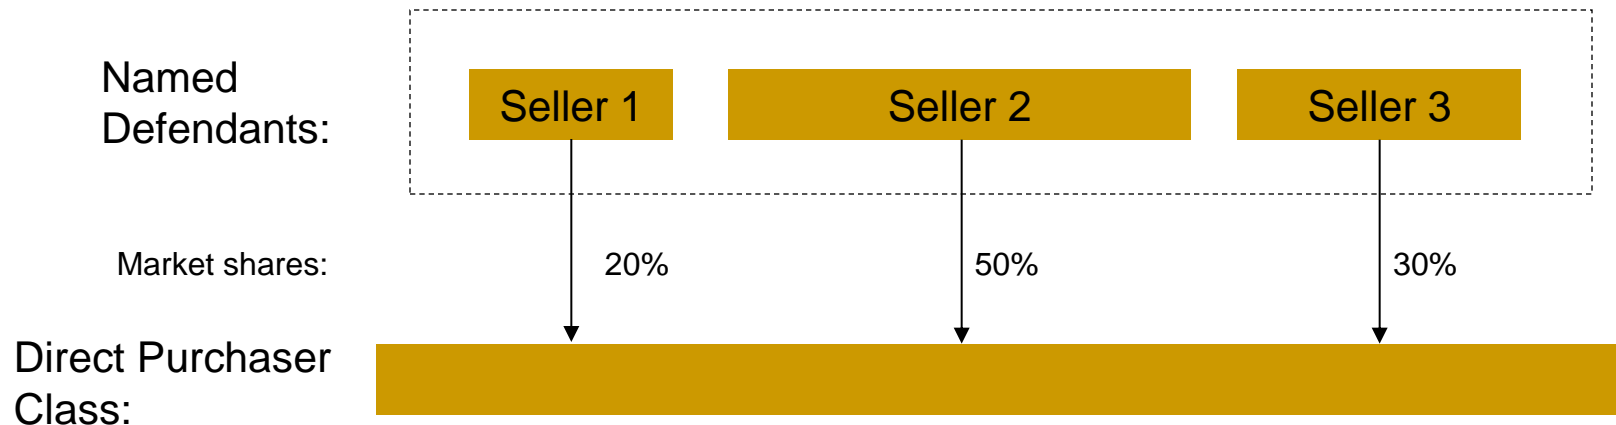 Named
Defendants:
Seller 1
Seller 2
Seller 3
Market shares:
20%
50%
30%
Direct Purchaser
Class: